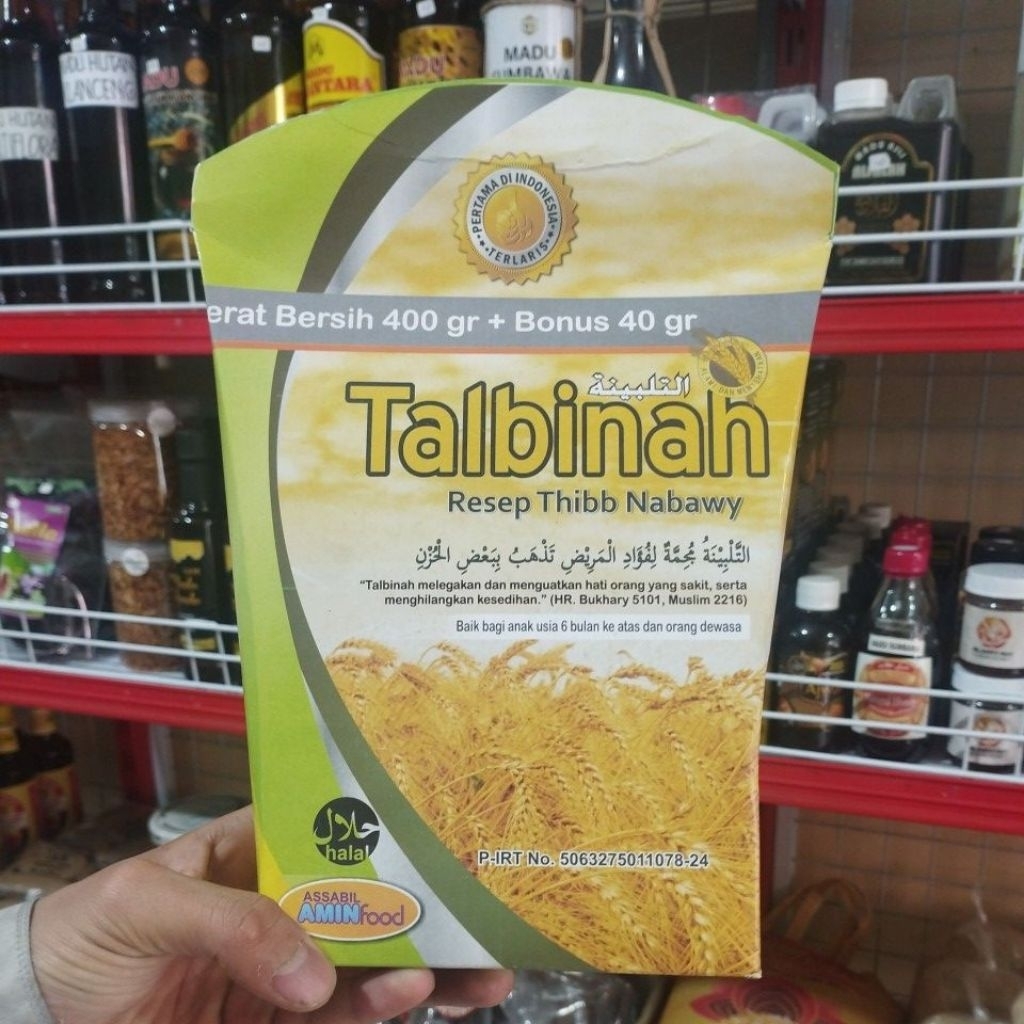 MADU
SUMBAWA
PERTAMA DI INDONESIA
TERLARIS
erat Bersih 400 gr + Bonus 40 gr
التلبينة
Talbinah
Resep Thibb Nabawy
التَّلْبِيْنَةُ مُجِمَّةٌ لِفُؤَادِ الْمَرِيْضِ تَذْهَبُ بِبَعْضِ الْحُزْنِ
“Talbinah melegakan dan menguatkan hati orang yang sakit, serta
menghilangkan kesedihan.” (HR. Bukhary 5101, Muslim 2216)
Baik bagi anak usia 6 bulan ke atas dan orang dewasa
حلال
halal
P-IRT No. 5063275011078-24
ASSABIL
AMINfood